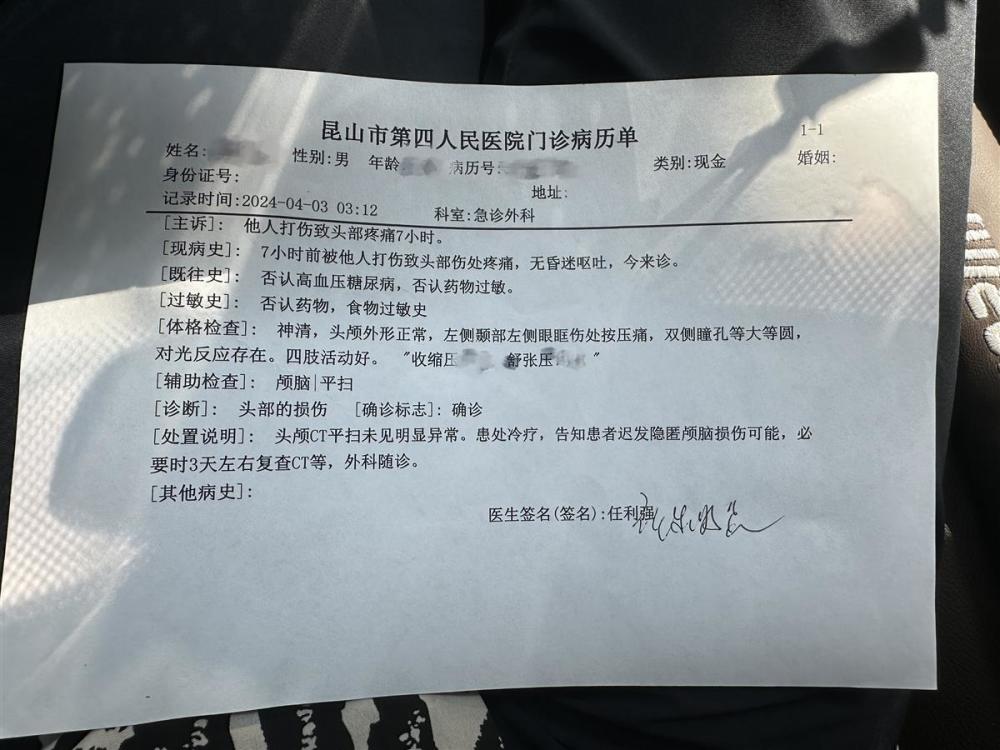 昆山市第四人民医院门诊病历单
1-1
姓名: 性别:男 年龄 病历号: 类别:现金 婚姻:
身份证号: 地址:
记录时间:2024-04-03 03:12 科室:急诊外科
[主诉]: 他人打伤致头部疼痛7小时。
[现病史]: 7小时前被他人打伤致头部伤处疼痛，无昏迷呕吐，今来诊。
[既往史]: 否认高血压糖尿病，否认药物过敏。
[过敏史]: 否认药物，食物过敏史
[体格检查]: 神清，头颅外形正常，左侧颞部左侧眼眶伤处按压痛，双侧瞳孔等大等圆，
对光反应存在。四肢活动好。 "收缩压 舒张压 "
[辅助检查]: 颅脑|平扫
[诊断]: 头部的损伤 [确诊标志]: 确诊
[处置说明]: 头颅CT平扫未见明显异常。患处冷疗，告知患者迟发隐匿颅脑损伤可能，必
要时3天左右复查CT等，外科随诊。
[其他病史]:
医生签名(签名):任利强